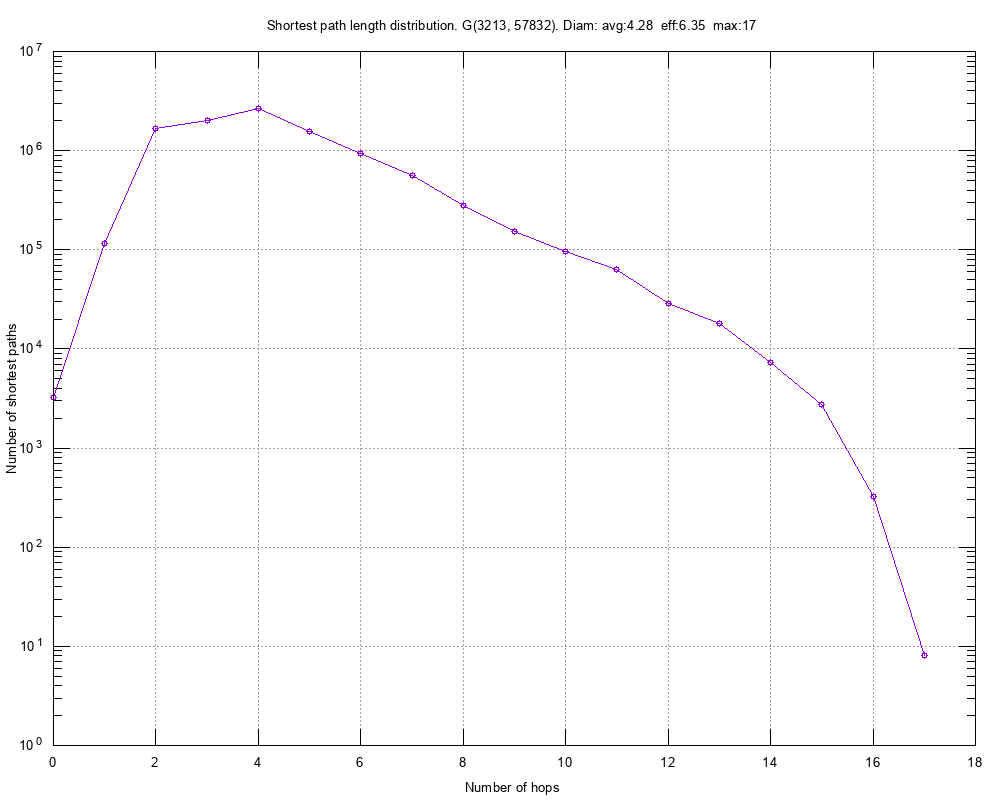 Shortest path length distribution. G(3213, 57832). Diam: avg:4.28  eff:6.35  max:17
10^7
10^6
10^5
10^4
10^3
10^2
10^1
10^0
Number of shortest paths
0 2 4 6 8 10 12 14 16 18
Number of hops